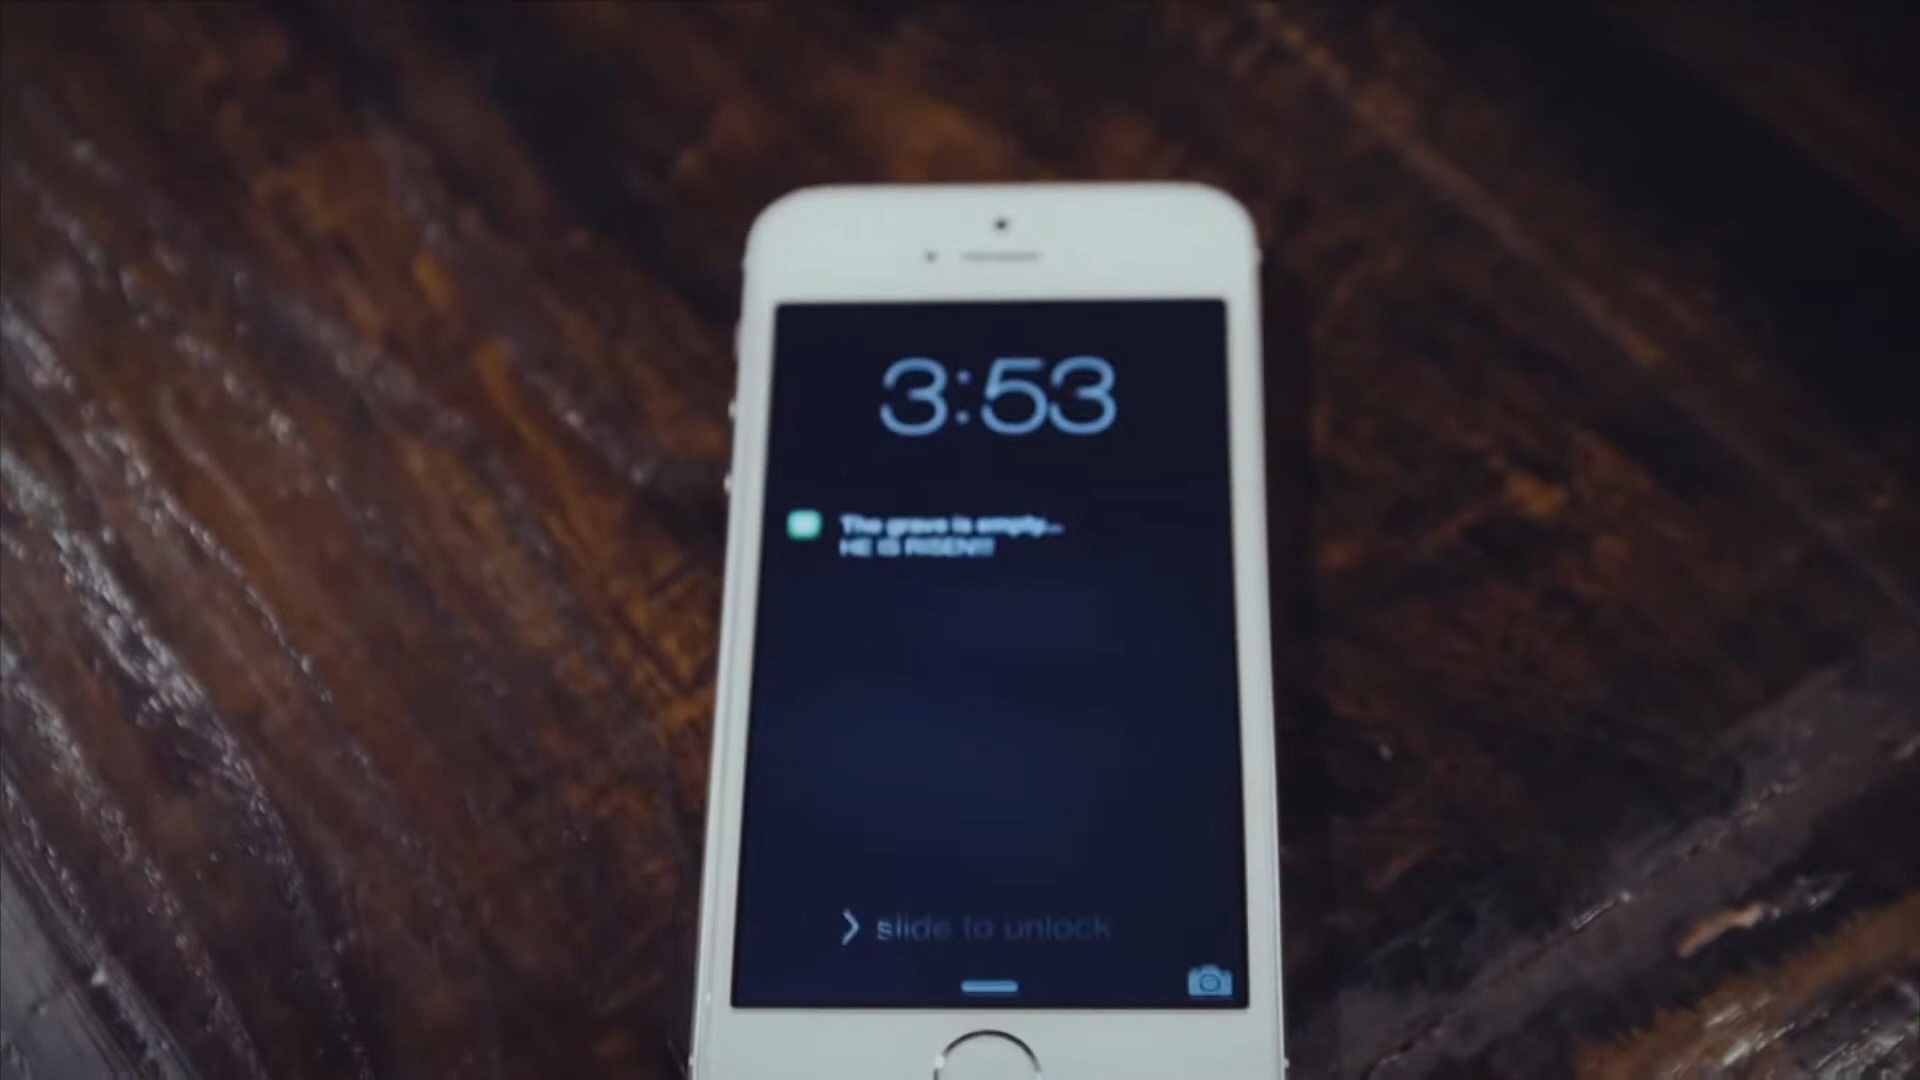 3:53
The grave is empty...
HE IS RISEN!!!
slide to unlock